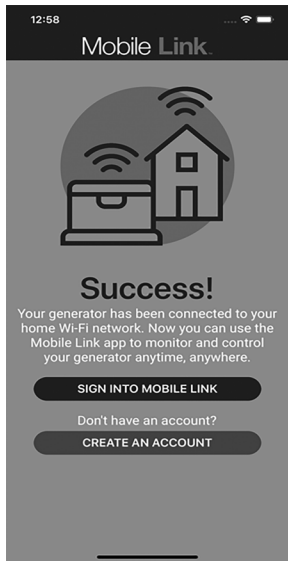 12:58
Mobile Link™
Success!
Your generator has been connected to your
home Wi-Fi network. Now you can use the
Mobile Link app to monitor and control
your generator anytime, anywhere.
SIGN INTO MOBILE LINK
Don't have an account?
CREATE AN ACCOUNT